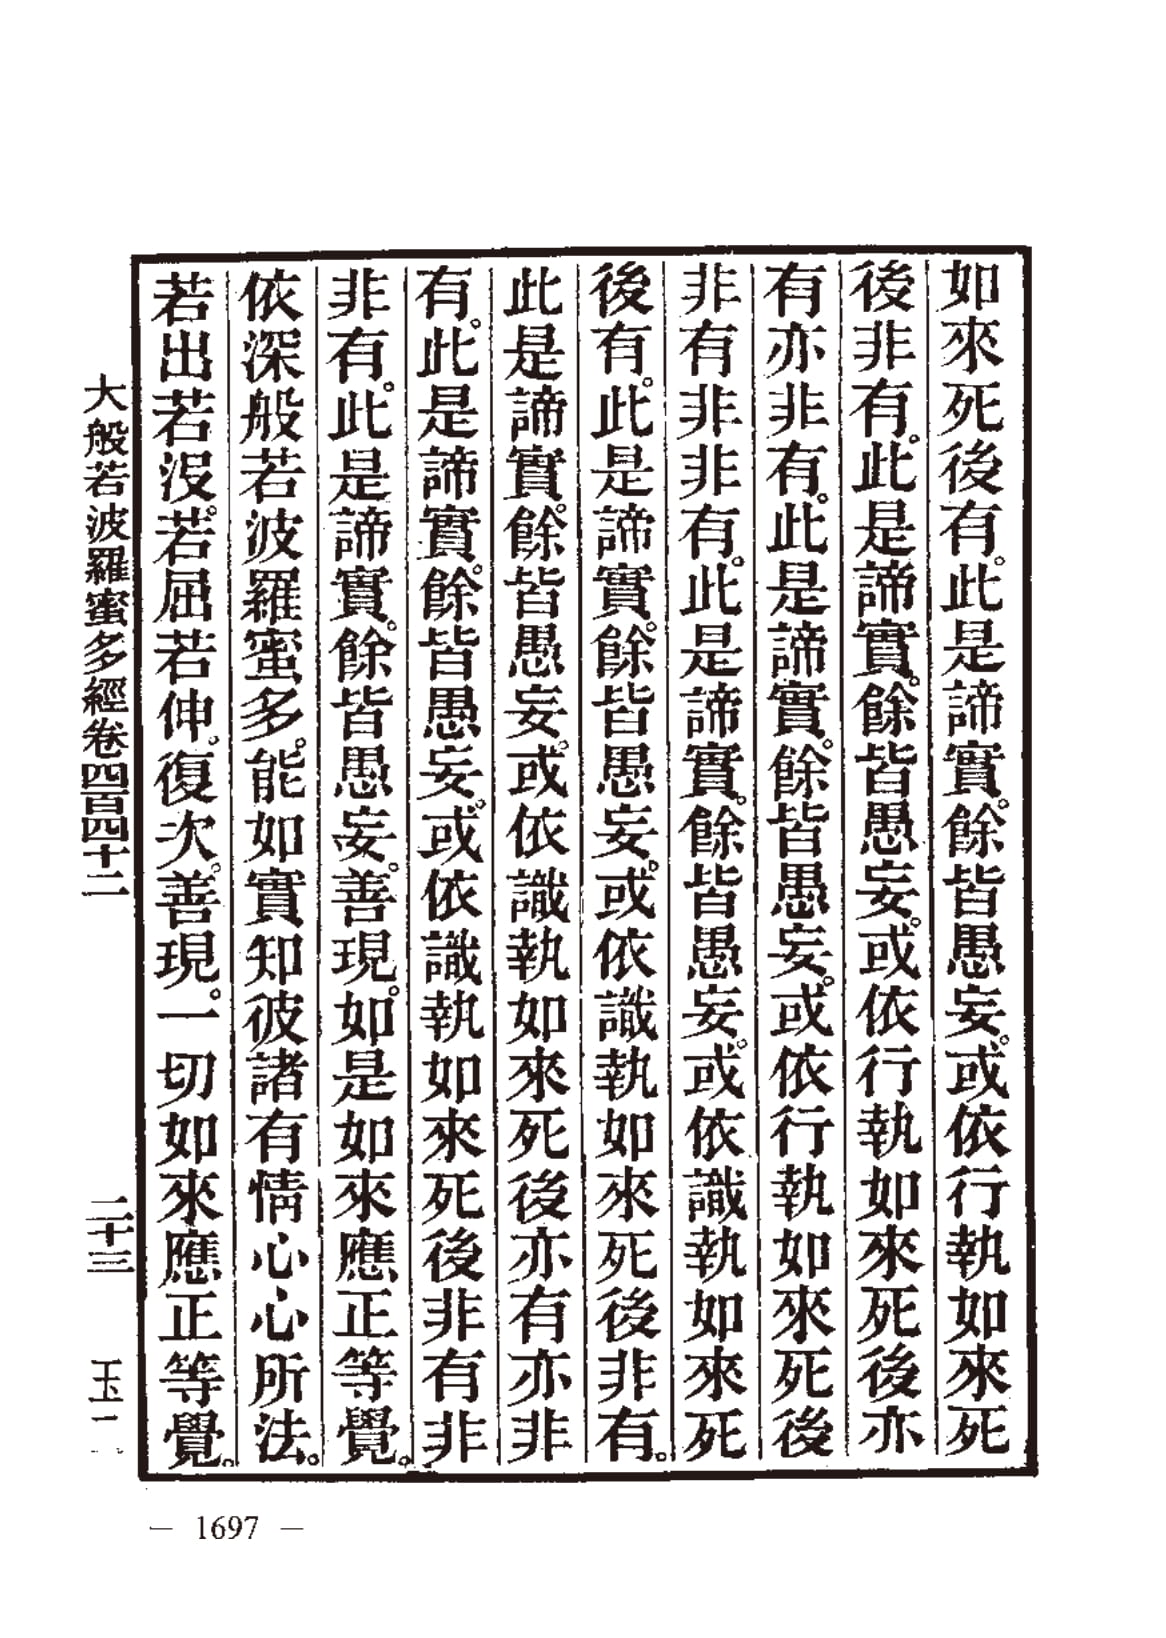 如來死後有。此是諦實。餘皆愚妄。或依行執如來死
後非有。此是諦實。餘皆愚妄。或依行執如來死後亦
有亦非有。此是諦實。餘皆愚妄。或依行執如來死後
非有非非有。此是諦實。餘皆愚妄。或依識執如來死
後有。此是諦實。餘皆愚妄。或依識執如來死後非有。
此是諦實。餘皆愚妄。或依識執如來死後亦有亦非
有。此是諦實。餘皆愚妄。或依識執如來死後非有非
非有。此是諦實。餘皆愚妄。善現。如是如來應正等覺。
依深般若波羅蜜多。能如實知彼諸有情心心所法。
若出若沒。若屈若伸。復次。善現。一切如來應正等覺。
大般若波羅蜜多經卷四百四十二 二十三 玉二
— 1697 —